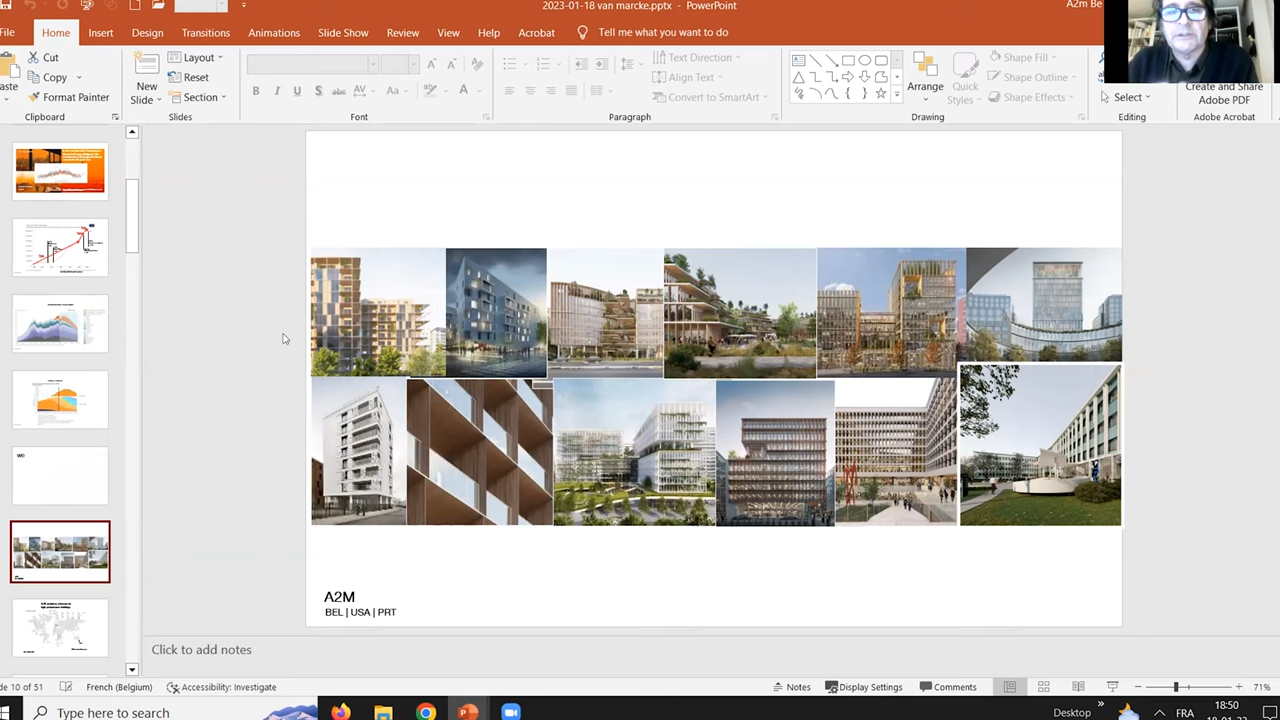 2023-01-18 van marcke.pptx - PowerPoint
A2m Be
File Home Insert Design Transitions Animations Slide Show Review View Help Acrobat Tell me what you want to do
Cut
Copy
Format Painter
Clipboard
New
Slide
Layout
Reset
Section
Slides
Font
Text Direction
Align Text
Convert to SmartArt
Paragraph
Arrange
Quick
Styles
Shape Fill
Shape Outline
Shape Effects
Drawing
Select
Editing
Create and Share
Adobe PDF
Adobe Acrobat
A2M
BEL | USA | PRT
Click to add notes
10 of 51 French (Belgium) Accessibility: Investigate Notes Display Settings Comments 71%
Type here to search
Desktop
FRA
18:50